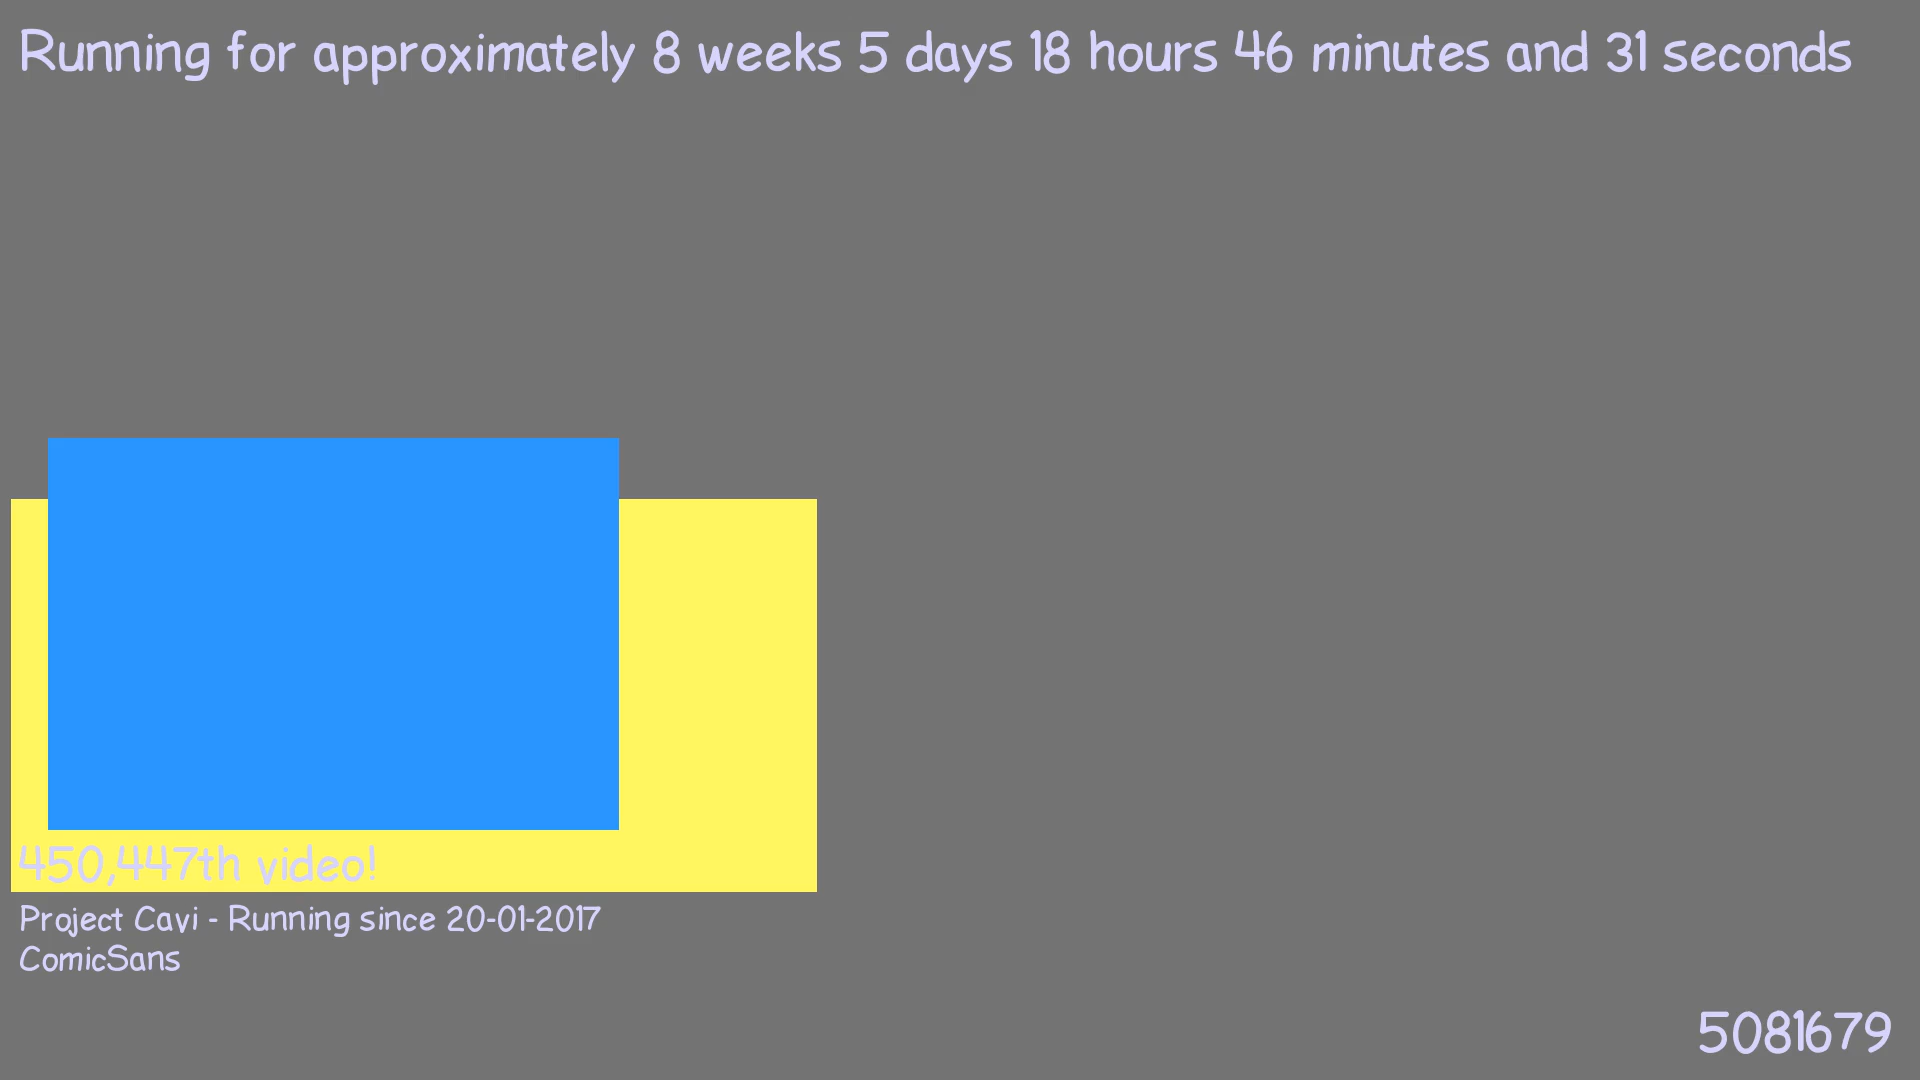 Running for approximately 8 weeks 5 days 18 hours 46 minutes and 31 seconds
450,447th video!
Project Cavi - Running since 20-01-2017
ComicSans
5081679